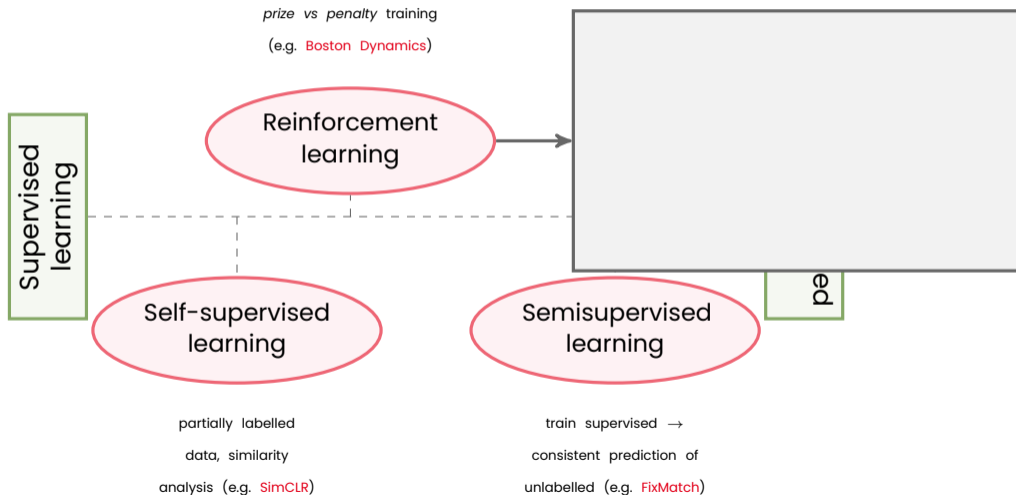 prize vs penalty training
(e.g. Boston Dynamics)
Reinforcement
learning
Supervised
learning
Self-supervised
learning
Semisupervised
learning
partially labelled
data, similarity
analysis (e.g. SimCLR)
train supervised →
consistent prediction of
unlabelled (e.g. FixMatch)